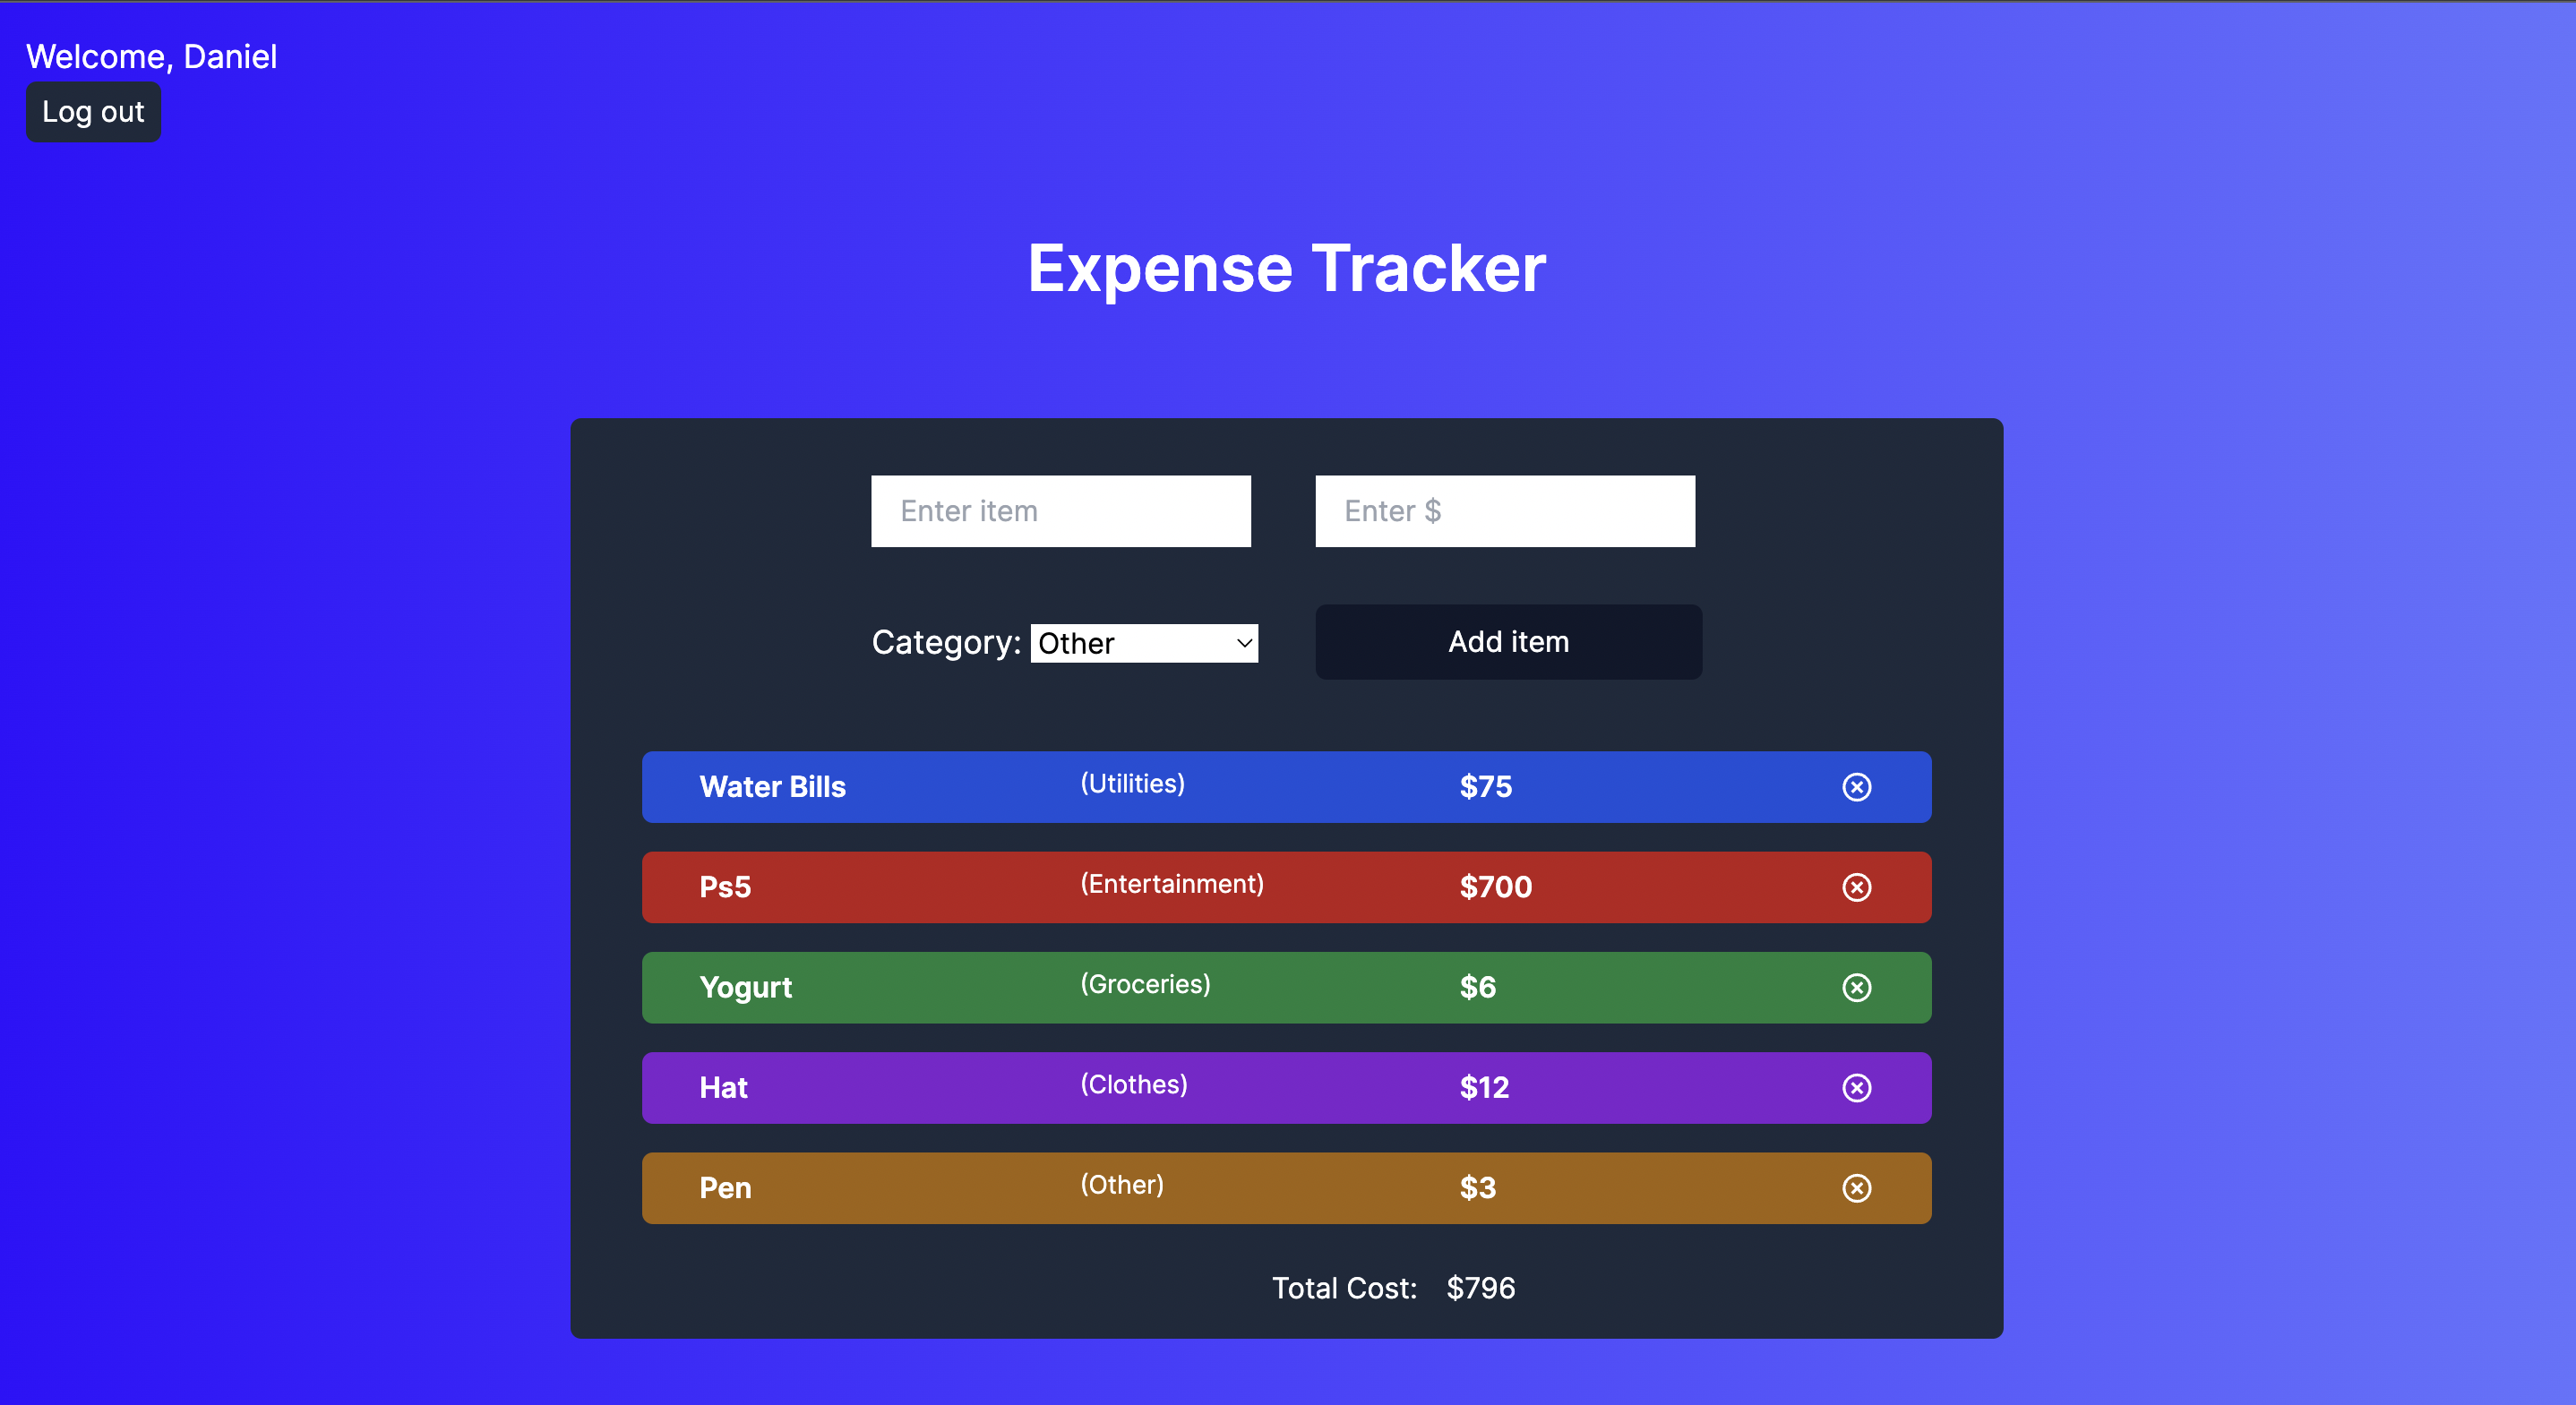 Welcome, Daniel
Log out
Expense Tracker
Enter item
Enter $
Category: Other
Add item
Water Bills (Utilities) $75
Ps5 (Entertainment) $700
Yogurt (Groceries) $6
Hat (Clothes) $12
Pen (Other) $3
Total Cost: $796